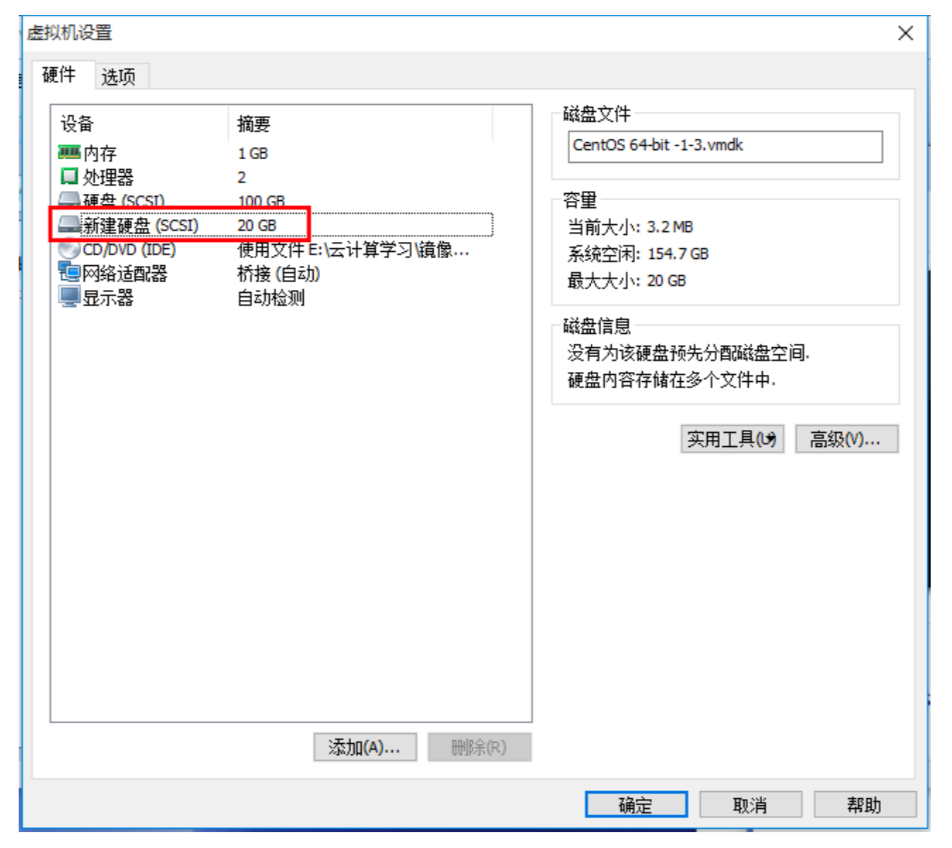 虚拟机设置
硬件 选项
设备 摘要
内存 1 GB
处理器 2
硬盘 (SCSI) 100 GB
新建硬盘 (SCSI) 20 GB
CD/DVD (IDE) 使用文件 E:\云计算学习\镜像...
网络适配器 桥接 (自动)
显示器 自动检测
添加(A)... 删除(R)
磁盘文件
CentOS 64-bit -1-3.vmdk
容量
当前大小: 3.2 MB
系统空闲: 154.7 GB
最大大小: 20 GB
磁盘信息
没有为该硬盘预先分配磁盘空间.
硬盘内容存储在多个文件中.
实用工具(U) 高级(V)...
确定 取消 帮助